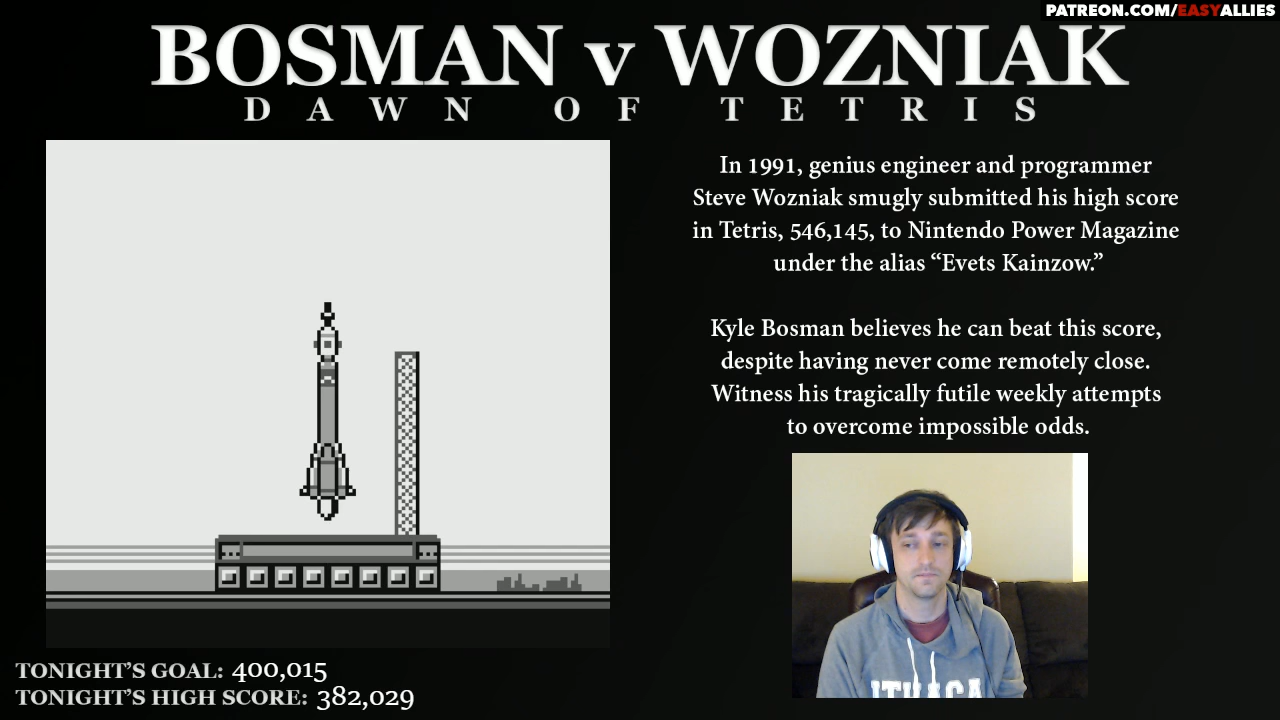 PATREON.COM/EASYALLIES
BOSMAN v WOZNIAK
DAWN OF TETRIS
In 1991, genius engineer and programmer
Steve Wozniak smugly submitted his high score
in Tetris, 546,145, to Nintendo Power Magazine
under the alias “Evets Kainzow.”
Kyle Bosman believes he can beat this score,
despite having never come remotely close.
Witness his tragically futile weekly attempts
to overcome impossible odds.
ITHACA
TONIGHT’S GOAL: 400,015
TONIGHT’S HIGH SCORE: 382,029